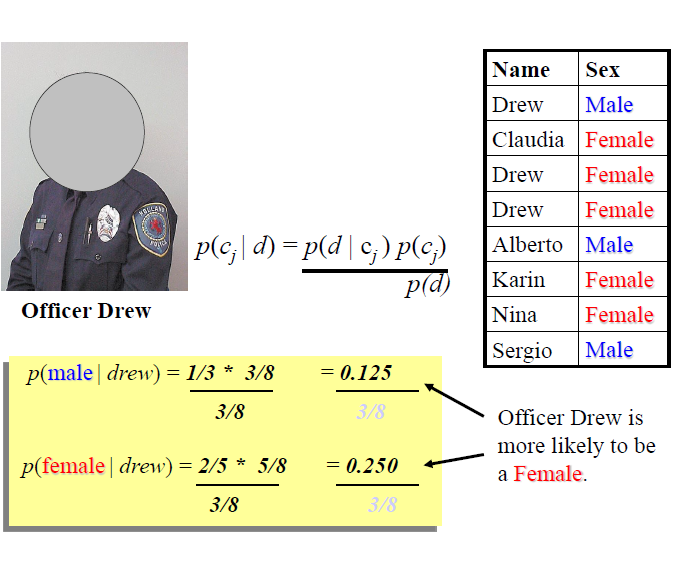 Name Sex
Drew Male
Claudia Female
Drew Female
Drew Female
Alberto Male
Karin Female
Nina Female
Sergio Male
POLICE
p(cj | d) = p(d | cj ) p(cj)
p(d)
Officer Drew
p(male | drew) = 1/3 * 3/8 = 0.125
3/8 3/8
p(female | drew) = 2/5 * 5/8 = 0.250
3/8 3/8
Officer Drew is
more likely to be
a Female.